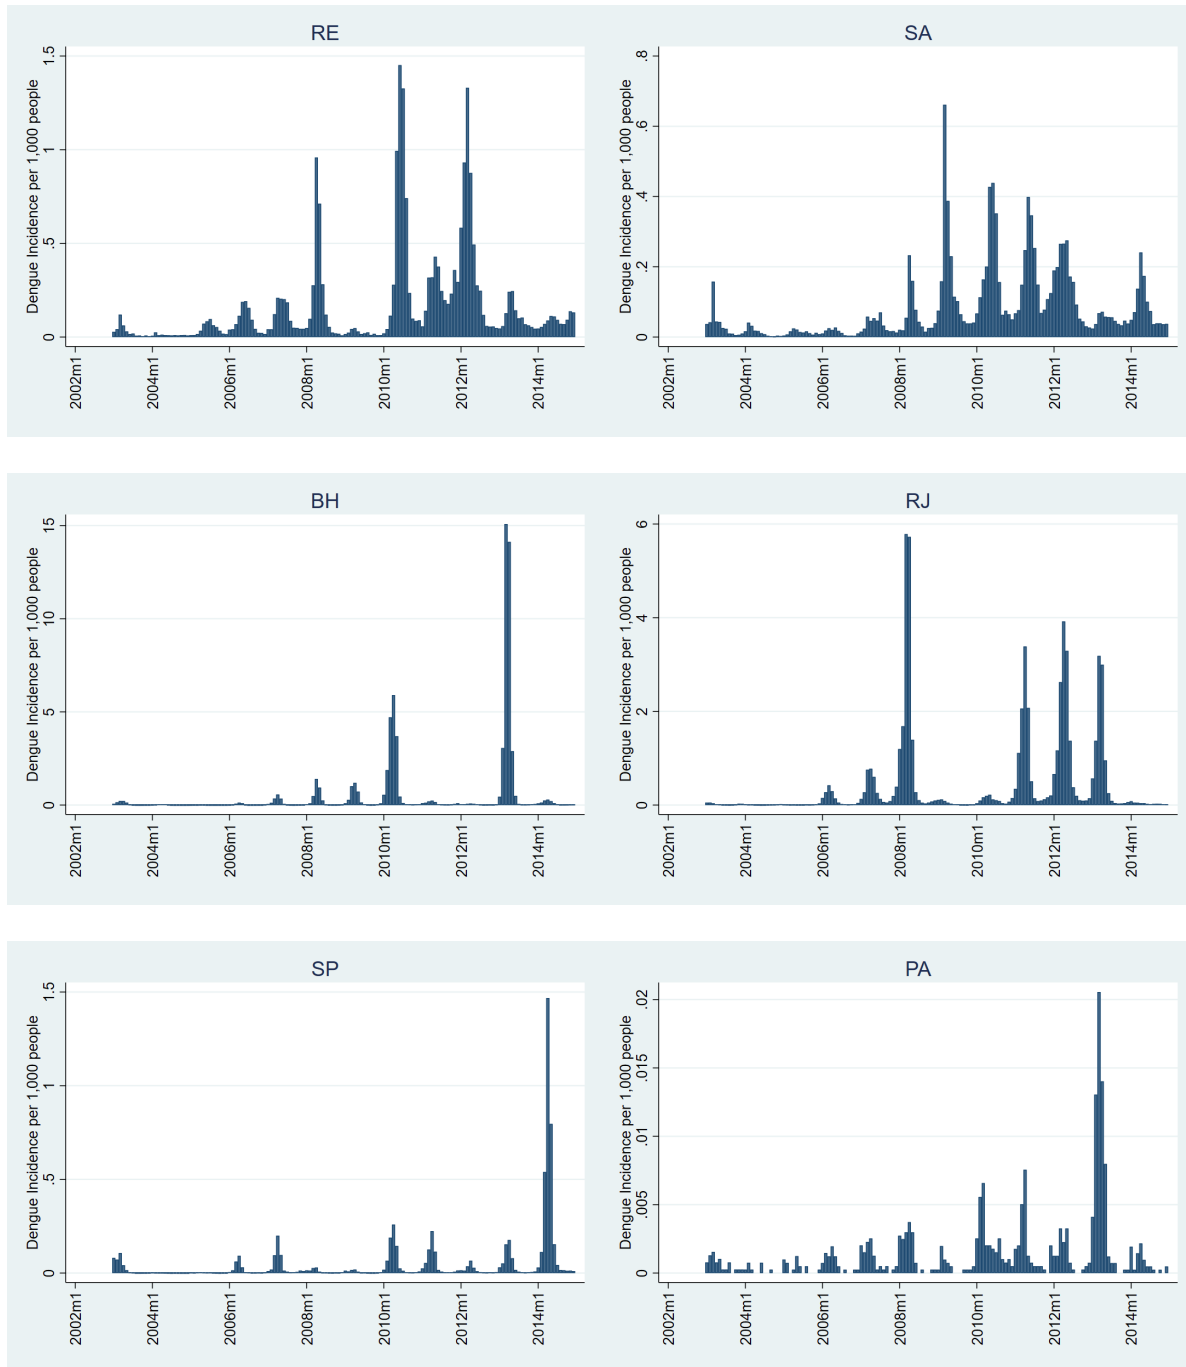 RE
Dengue Incidence per 1,000 people
1.5
1
.5
0
2002m1
2004m1
2006m1
2008m1
2010m1
2012m1
2014m1
SA
Dengue Incidence per 1,000 people
.8
.6
.4
.2
0
2002m1
2004m1
2006m1
2008m1
2010m1
2012m1
2014m1
BH
Dengue Incidence per 1,000 people
15
10
5
0
2002m1
2004m1
2006m1
2008m1
2010m1
2012m1
2014m1
RJ
Dengue Incidence per 1,000 people
6
4
2
0
2002m1
2004m1
2006m1
2008m1
2010m1
2012m1
2014m1
SP
Dengue Incidence per 1,000 people
1.5
1
.5
0
2002m1
2004m1
2006m1
2008m1
2010m1
2012m1
2014m1
PA
Dengue Incidence per 1,000 people
.02
.015
.01
.005
0
2002m1
2004m1
2006m1
2008m1
2010m1
2012m1
2014m1